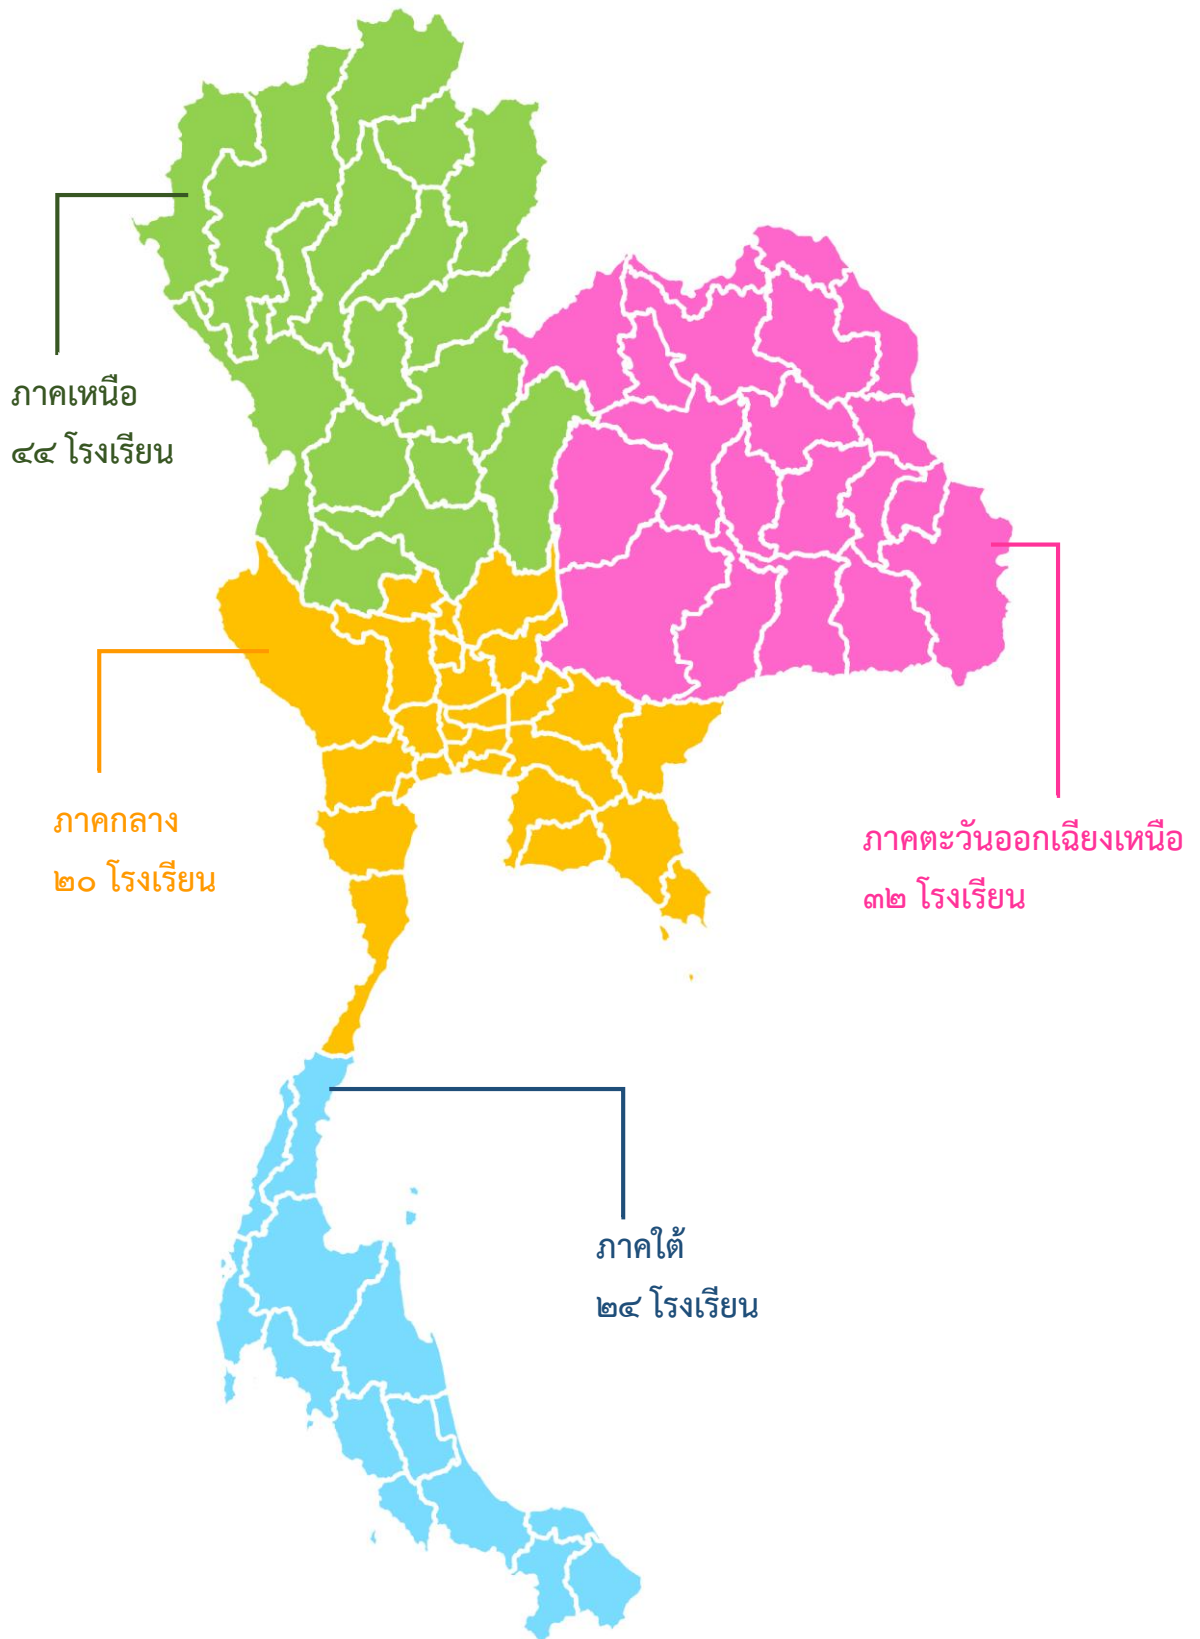 ภาคเหนือ
๔๔ โรงเรียน
ภาคกลาง
๒๐ โรงเรียน
ภาคตะวันออกเฉียงเหนือ
๓๒ โรงเรียน
ภาคใต้
๒๔ โรงเรียน